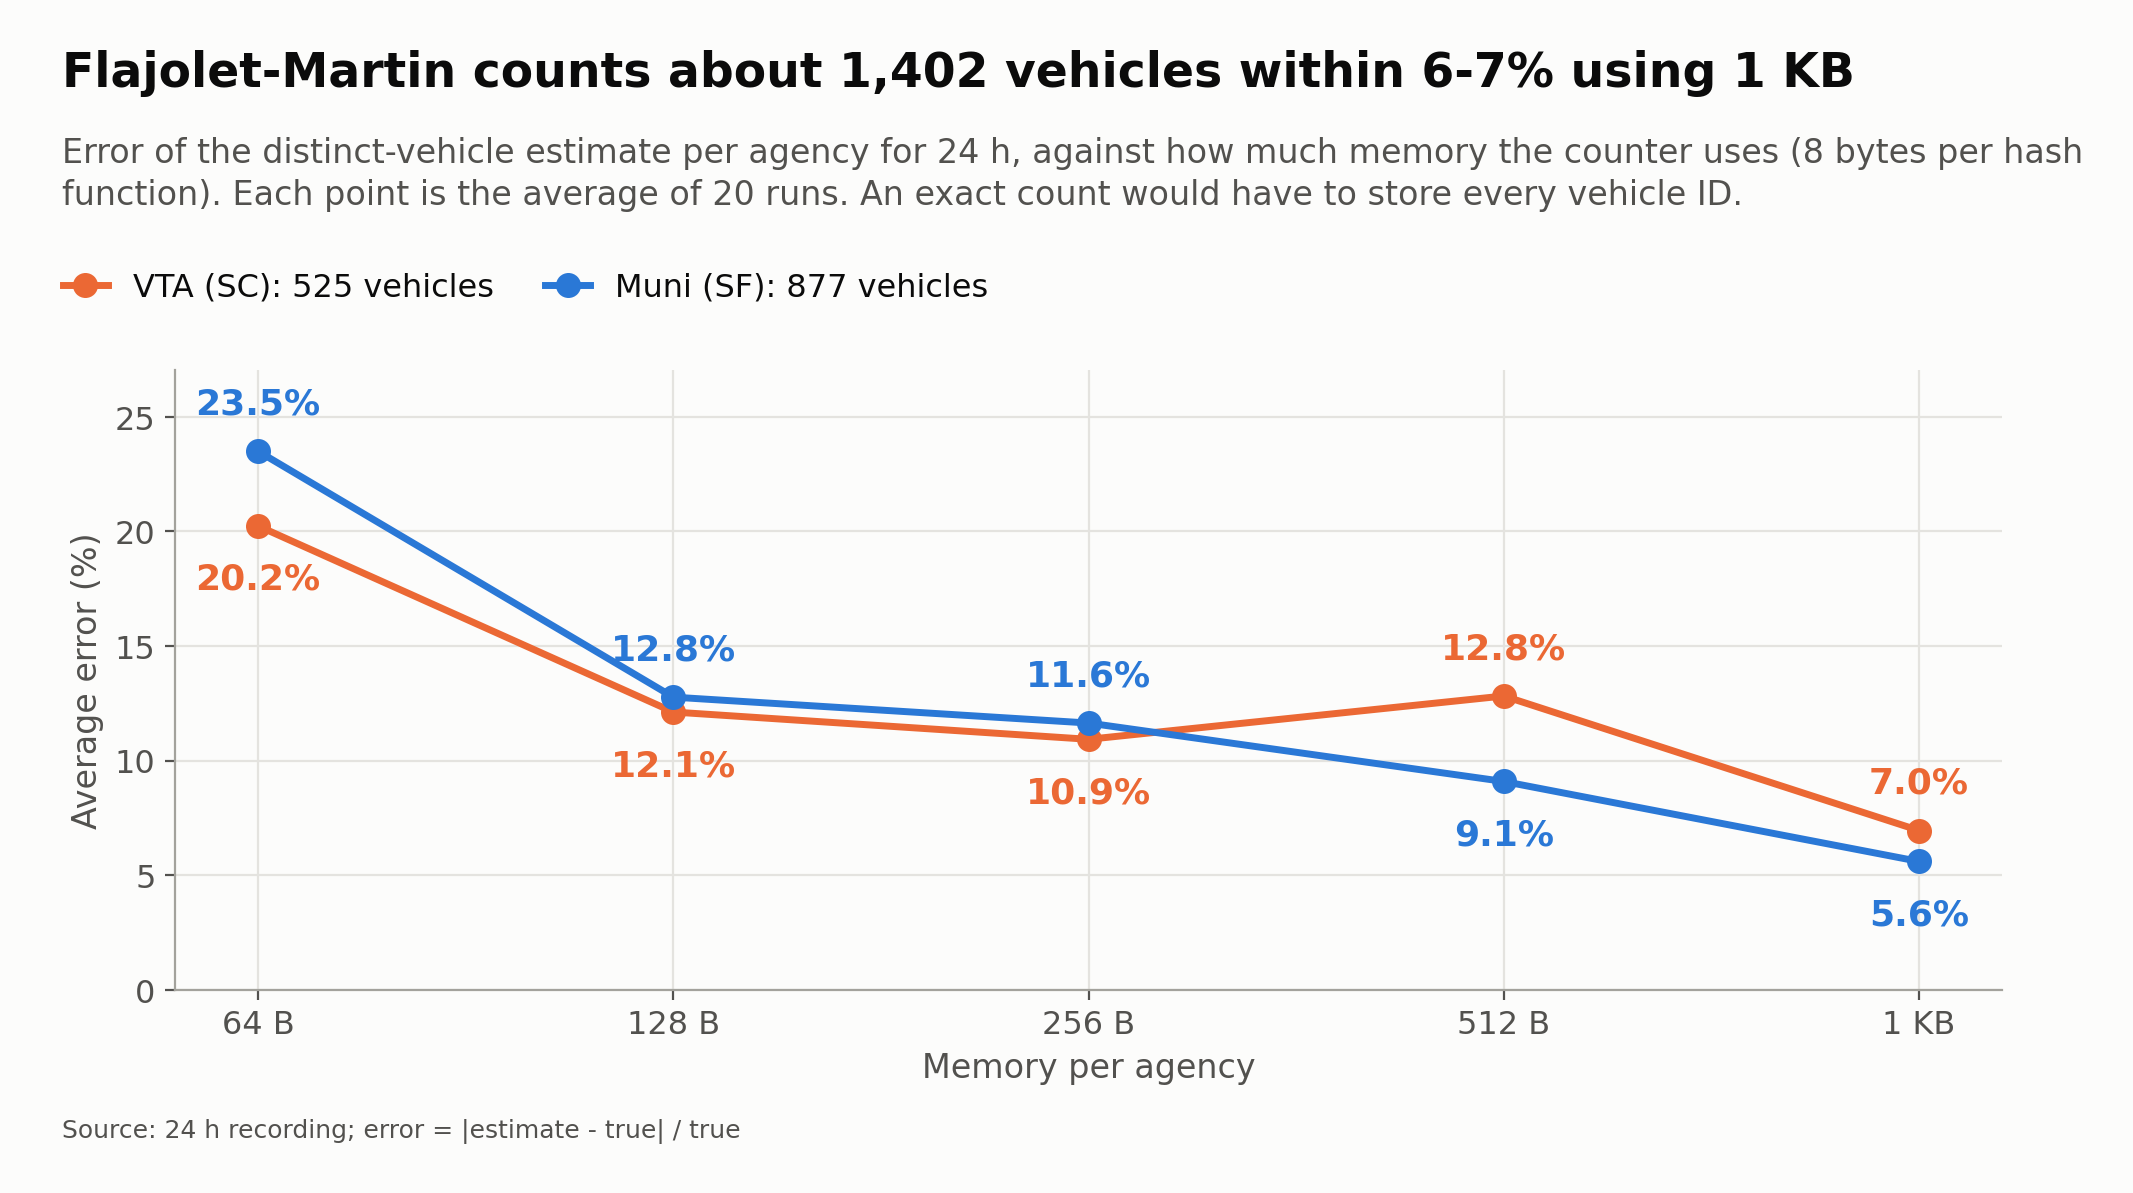 Flajolet-Martin counts about 1,402 vehicles within 6-7% using 1 KB
Error of the distinct-vehicle estimate per agency for 24 h, against how much memory the counter uses (8 bytes per hash
function). Each point is the average of 20 runs. An exact count would have to store every vehicle ID.
VTA (SC): 525 vehicles
Muni (SF): 877 vehicles
Average error (%)
25
20
15
10
5
0
23.5%
20.2%
12.8%
12.1%
11.6%
10.9%
12.8%
9.1%
7.0%
5.6%
64 B
128 B
256 B
512 B
1 KB
Memory per agency
Source: 24 h recording; error = |estimate - true| / true